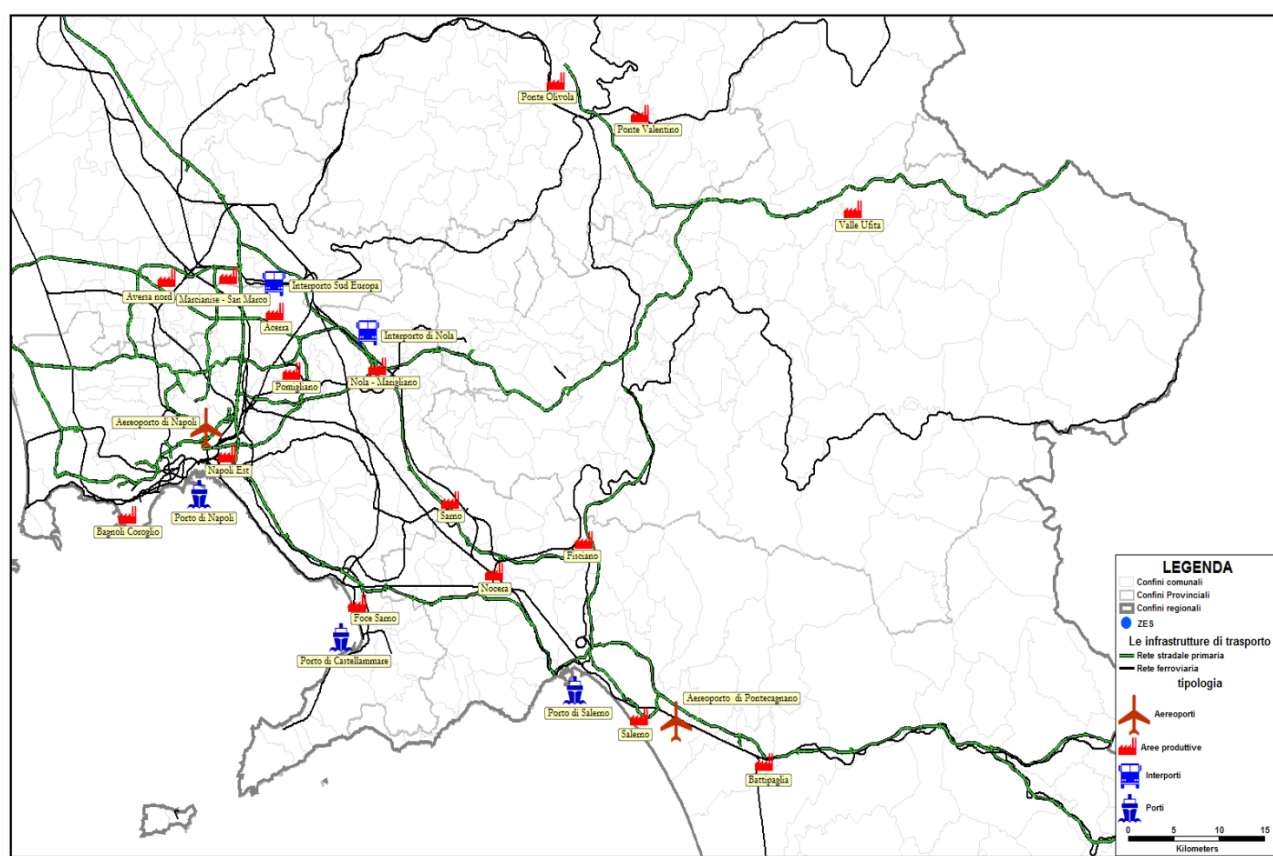 Ponte Olivola
Ponte Valentino
Valle Ufita
Aversa nord
Marcianise - San Marco
Interporto Sud Europa
Acerra
Interporto di Nola
Pomigliano
Nola - Marigliano
Aereoporto di Napoli
Napoli Est
Porto di Napoli
Bagnoli Coroglio
Sarno
Fisciano
Nocera
Foce Sarno
Porto di Castellammare
Porto di Salerno
Aereoporto di Pontecagnano
Salerno
Battipaglia
LEGENDA
Confini comunali
Confini Provinciali
Confini regionali
ZES
Le infrastrutture di trasporto
Rete stradale primaria
Rete ferroviaria
tipologia
Aereoporti
Aree produttive
Interporti
Porti
0 5 10 15
Kilometers